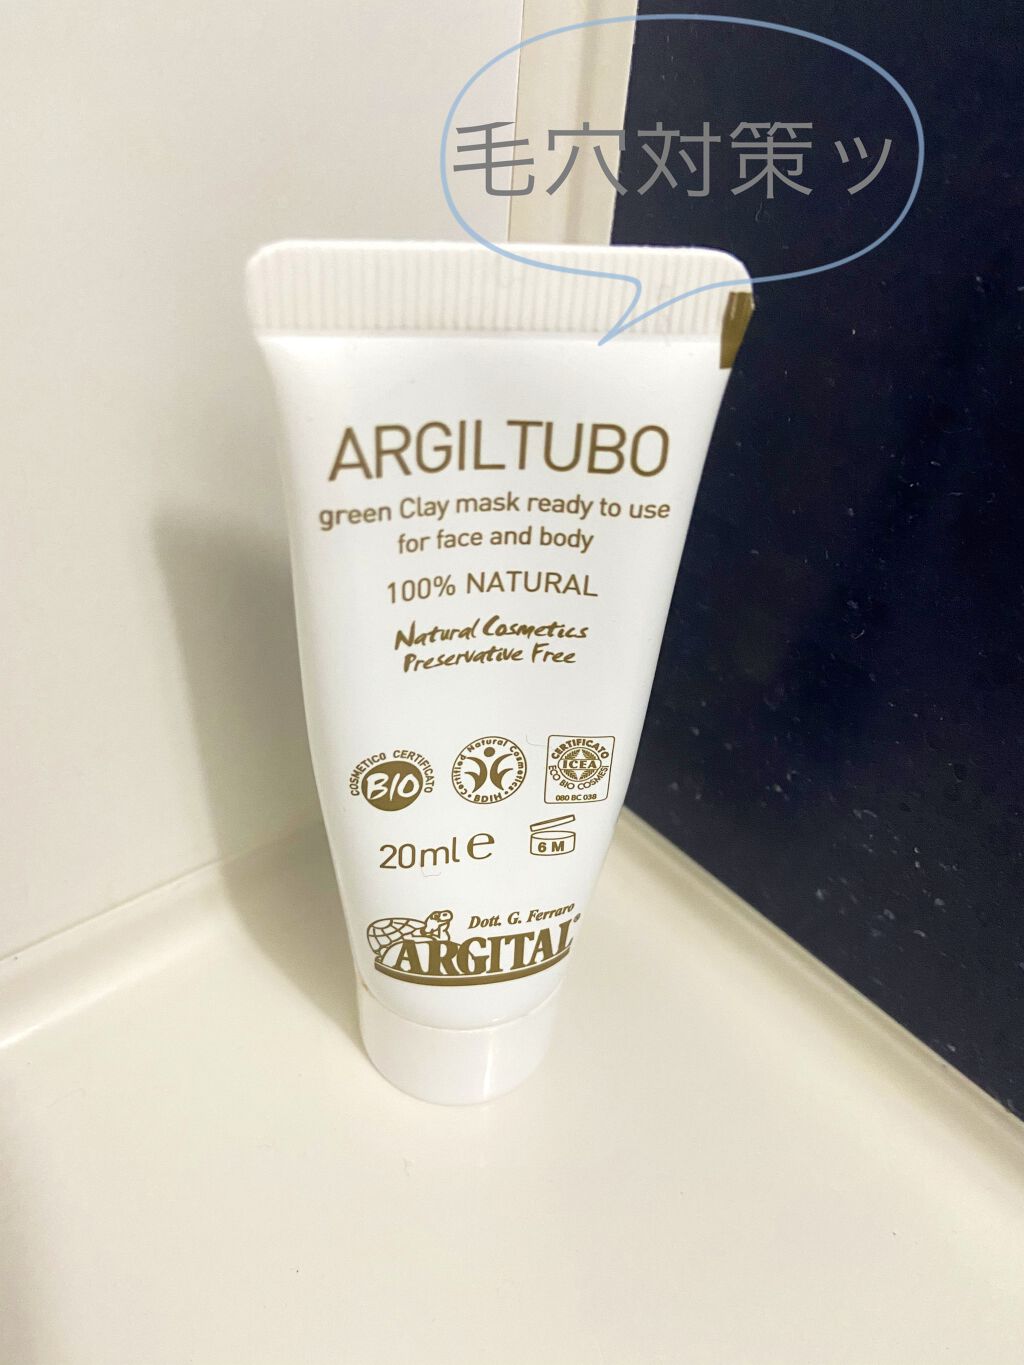 毛穴対策ッ
ARGILTUBO
green Clay mask ready to use
for face and body
100% NATURAL
Natural Cosmetics
Preservative Free
COSMETICO CERTIFICATO
BIO
Certified Natural Cosmetics
BDIH
CERTIFICATO
ICEA
ECO BIO COSMESI
080 BC 038
20ml e
6 M
Dott. G. Ferraro
ARGITAL®